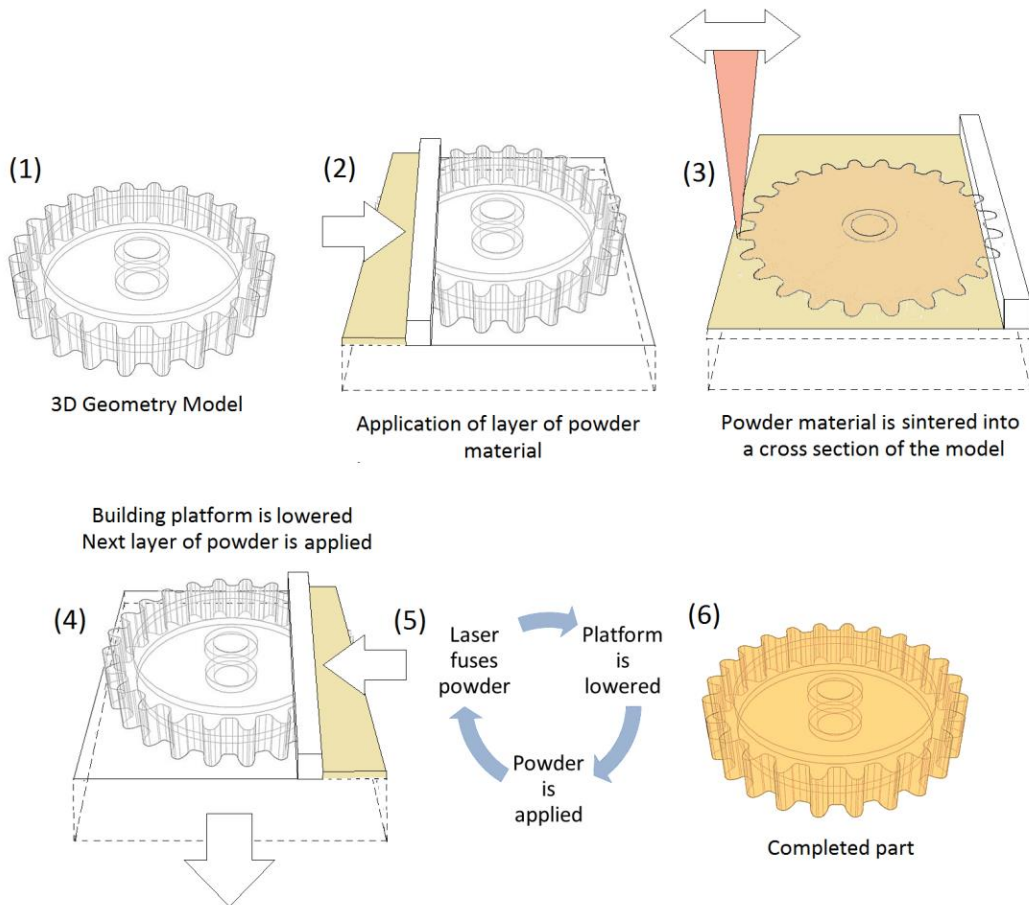 (1)
3D Geometry Model
(2)
Application of layer of powder
material
(3)
Powder material is sintered into
a cross section of the model
Building platform is lowered
Next layer of powder is applied
(4)
(5)
Laser
fuses
powder
Platform
is
lowered
Powder
is
applied
(6)
Completed part